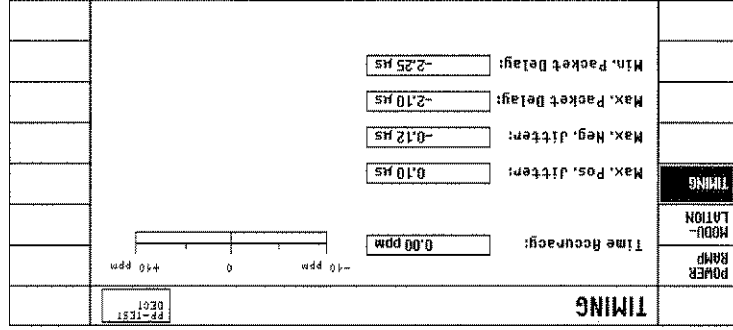 TIMING
PP-TEST
DECT
POWER
RAMP
MODU-
LATION
TIMING
-10 ppm 0 +10 ppm
Time Accuracy: 0.00 ppm
Max. Pos. Jitter: 0.10 µs
Max. Neg. Jitter: -0.12 µs
Max. Packet Delay: -2.10 µs
Min. Packet Delay: -2.25 µs